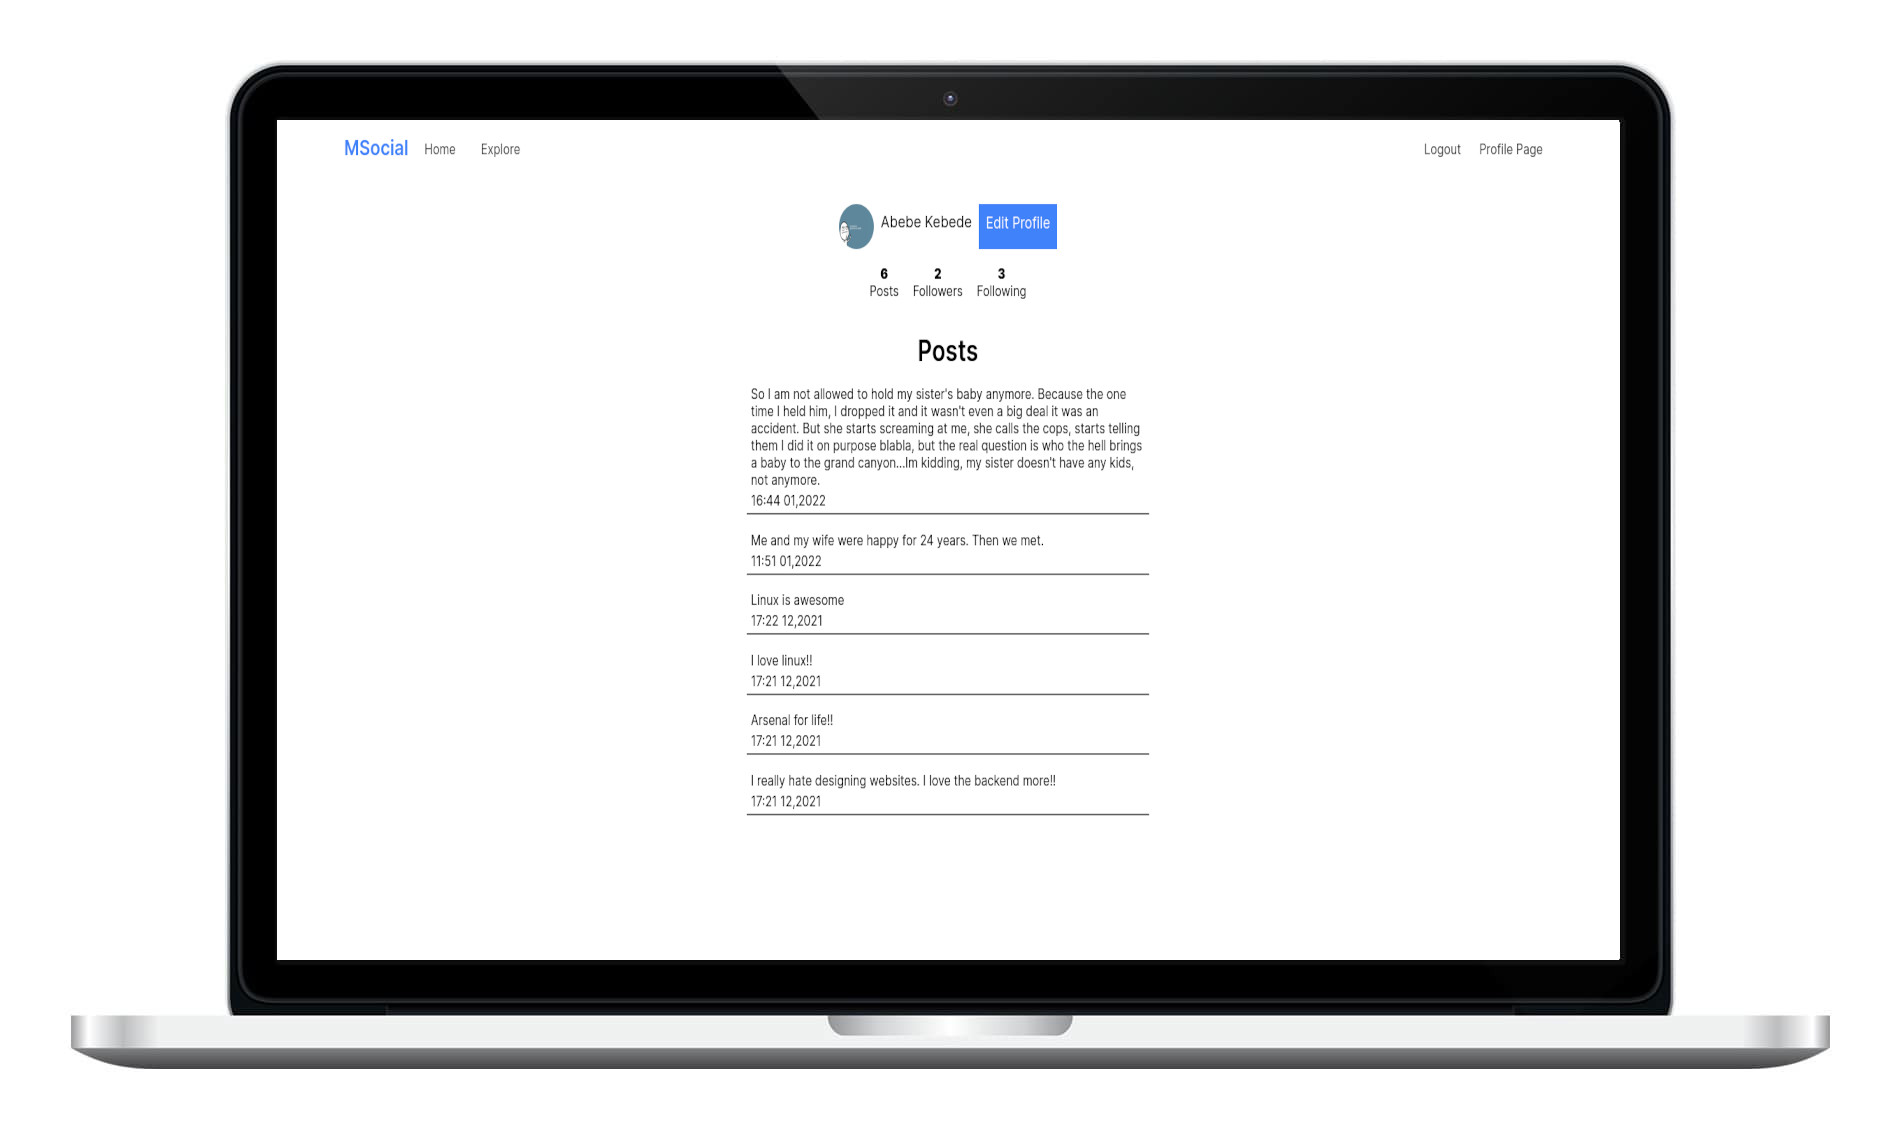 MSocial Home Explore Logout Profile Page
Abebe Kebede Edit Profile
6 2 3
Posts Followers Following
Posts
So I am not allowed to hold my sister's baby anymore. Because the one
time I held him, I dropped it and it wasn't even a big deal it was an
accident. But she starts screaming at me, she calls the cops, starts telling
them I did it on purpose blabla, but the real question is who the hell brings
a baby to the grand canyon...Im kidding, my sister doesn't have any kids,
not anymore.
16:44 01,2022
Me and my wife were happy for 24 years. Then we met.
11:51 01,2022
Linux is awesome
17:22 12,2021
I love linux!!
17:21 12,2021
Arsenal for life!!
17:21 12,2021
I really hate designing websites. I love the backend more!!
17:21 12,2021